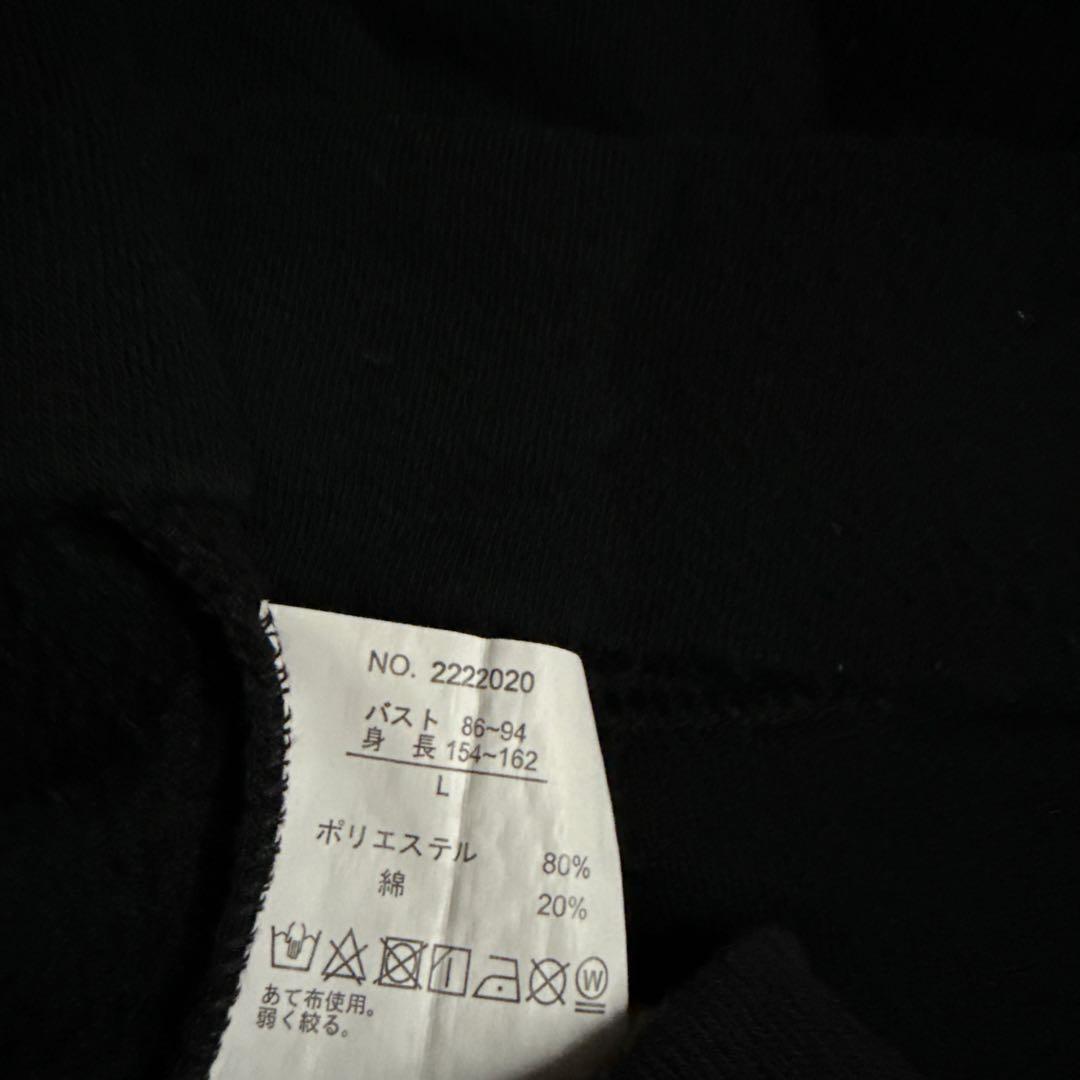 NO. 2222020
バスト 86~94
身 長 154~162
L
ポリエステル 80%
綿 20%
W
あて布使用。
弱く絞る。